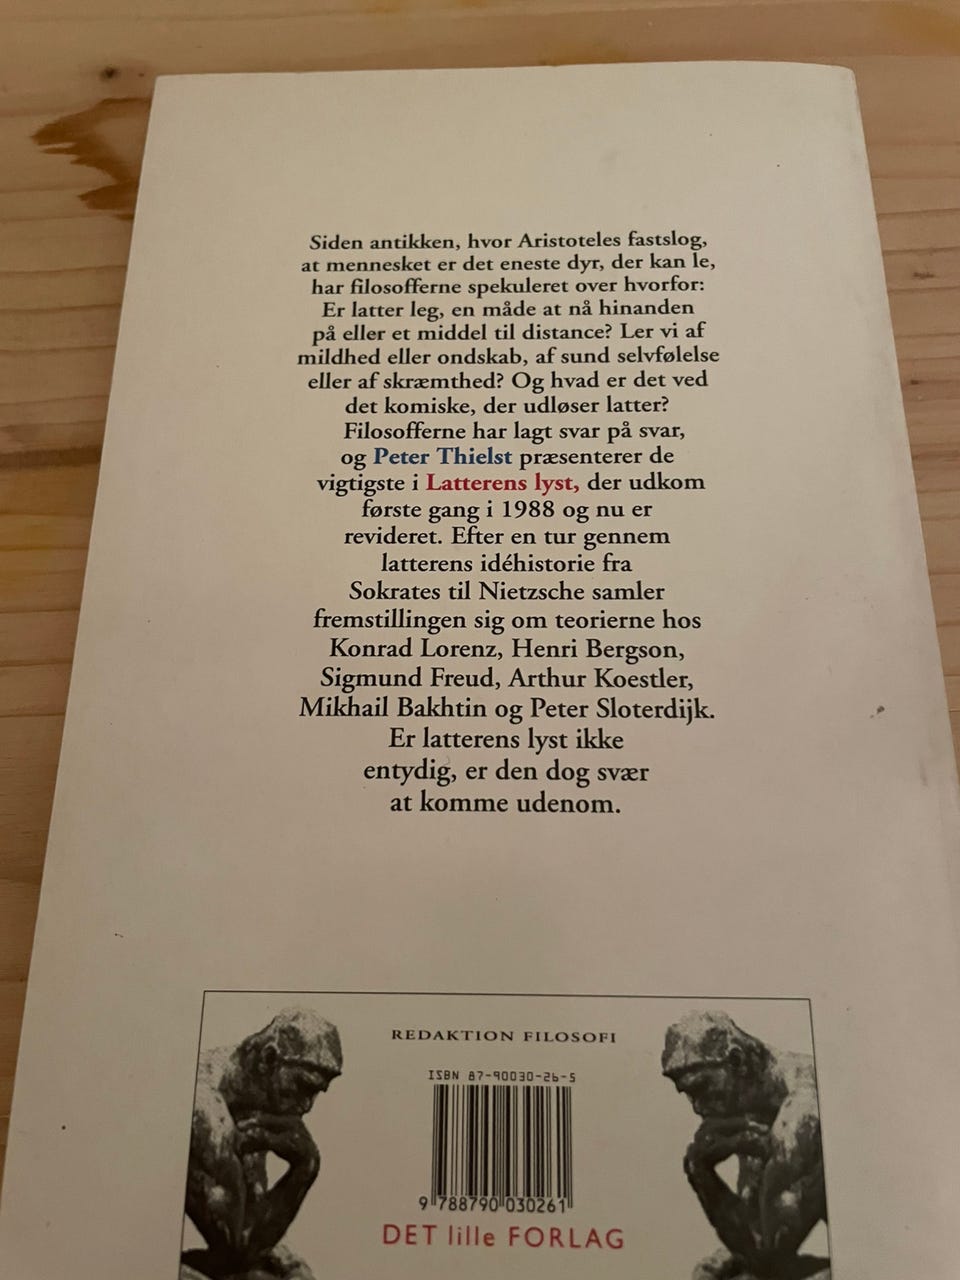 Siden antikken, hvor Aristoteles fastslog,
at mennesket er det eneste dyr, der kan le,
har filosofferne spekuleret over hvorfor:
Er latter leg, en måde at nå hinanden
på eller et middel til distance? Ler vi af
mildhed eller ondskab, af sund selvfølelse
eller af skræmthed? Og hvad er det ved
det komiske, der udløser latter?
Filosofferne har lagt svar på svar,
og Peter Thielst præsenterer de
vigtigste i Latterens lyst, der udkom
første gang i 1988 og nu er
revideret. Efter en tur gennem
latterens idéhistorie fra
Sokrates til Nietzsche samler
fremstillingen sig om teorierne hos
Konrad Lorenz, Henri Bergson,
Sigmund Freud, Arthur Koestler,
Mikhail Bakhtin og Peter Sloterdijk.
Er latterens lyst ikke
entydig, er den dog svær
at komme udenom.
REDAKTION FILOSOFI
ISBN 87-90030-26-5
9 788790 030261
DET lille FORLAG